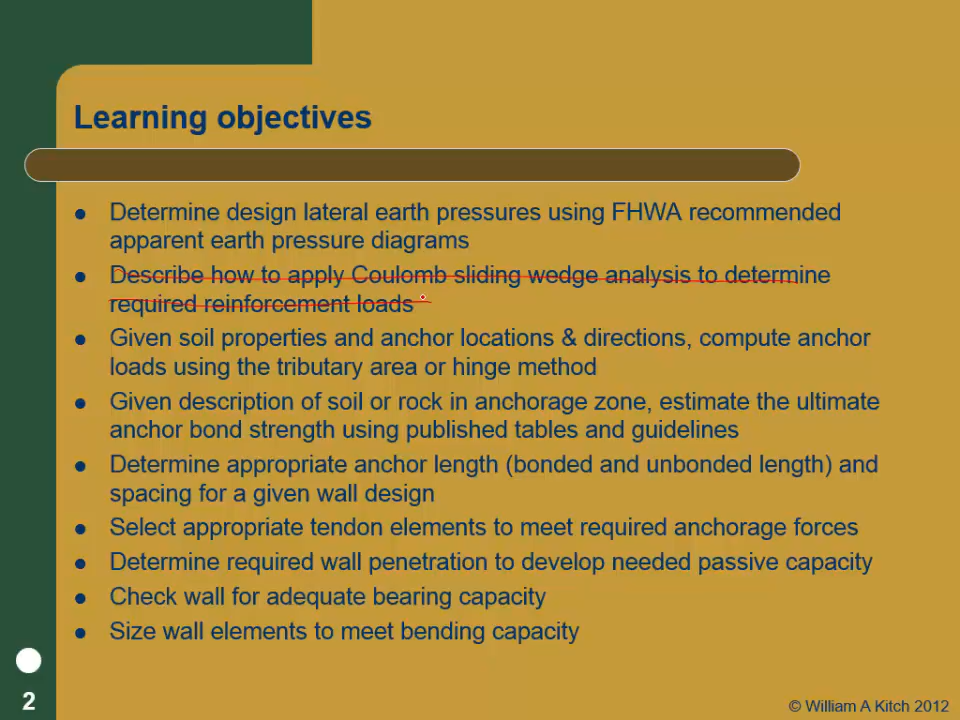 Learning objectives
Determine design lateral earth pressures using FHWA recommended
apparent earth pressure diagrams
Describe how to apply Coulomb sliding wedge analysis to determine
required reinforcement loads
Given soil properties and anchor locations & directions, compute anchor
loads using the tributary area or hinge method
Given description of soil or rock in anchorage zone, estimate the ultimate
anchor bond strength using published tables and guidelines
Determine appropriate anchor length (bonded and unbonded length) and
spacing for a given wall design
Select appropriate tendon elements to meet required anchorage forces
Determine required wall penetration to develop needed passive capacity
Check wall for adequate bearing capacity
Size wall elements to meet bending capacity
2
© William A Kitch 2012